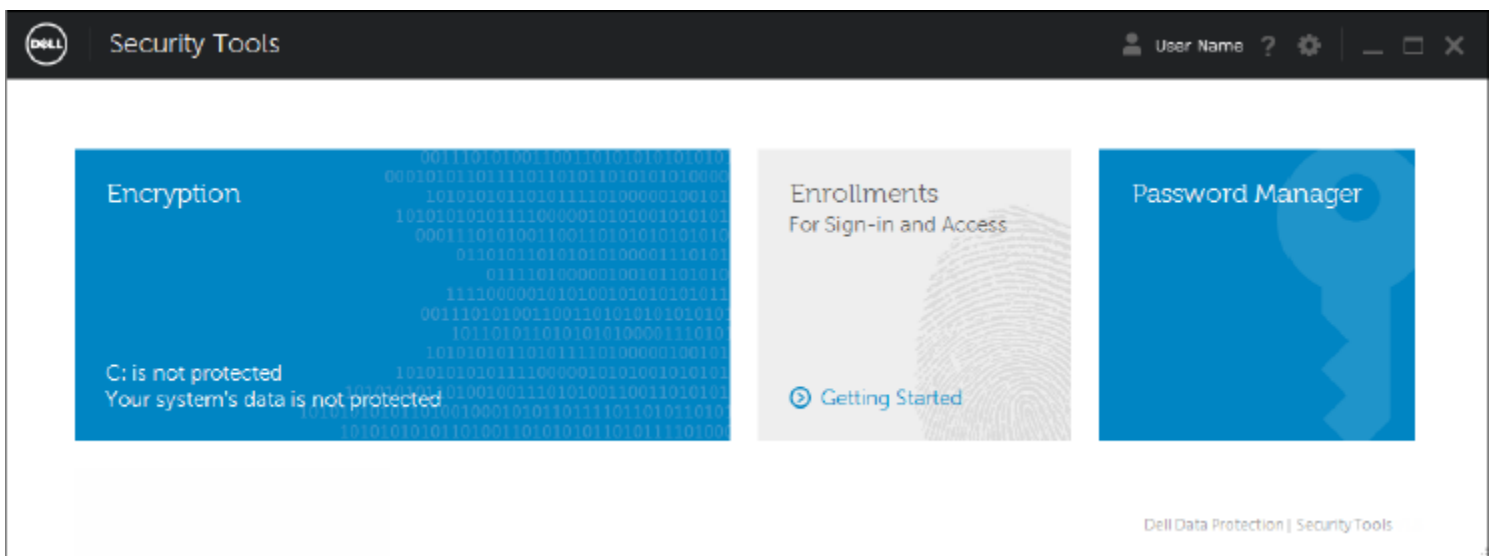 DELL
Security Tools
User Name
Encryption
C: is not protected
Your system's data is not protected
Enrollments
For Sign-in and Access
Getting Started
Password Manager
Dell Data Protection | Security Tools